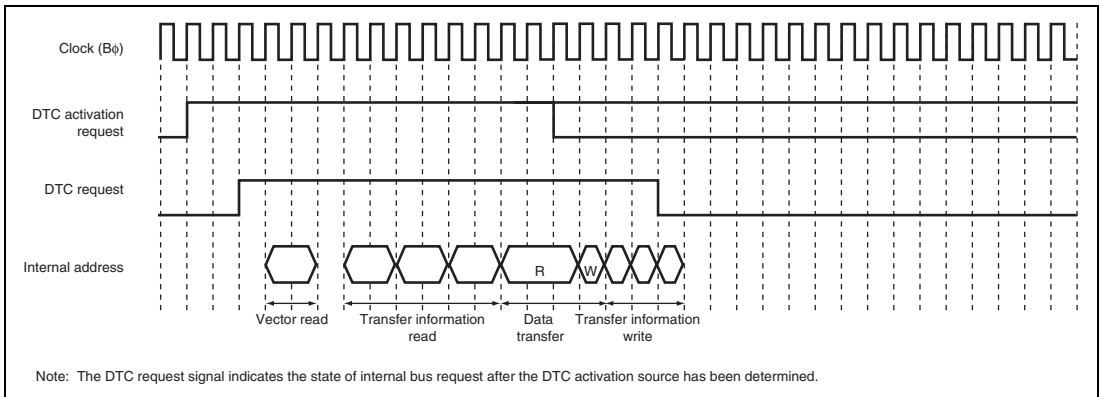 Clock (Bφ)
DTC activation
request
DTC request
Internal address
R
W
Vector read
Transfer information
read
Data
transfer
Transfer information
write
Note: The DTC request signal indicates the state of internal bus request after the DTC activation source has been determined.